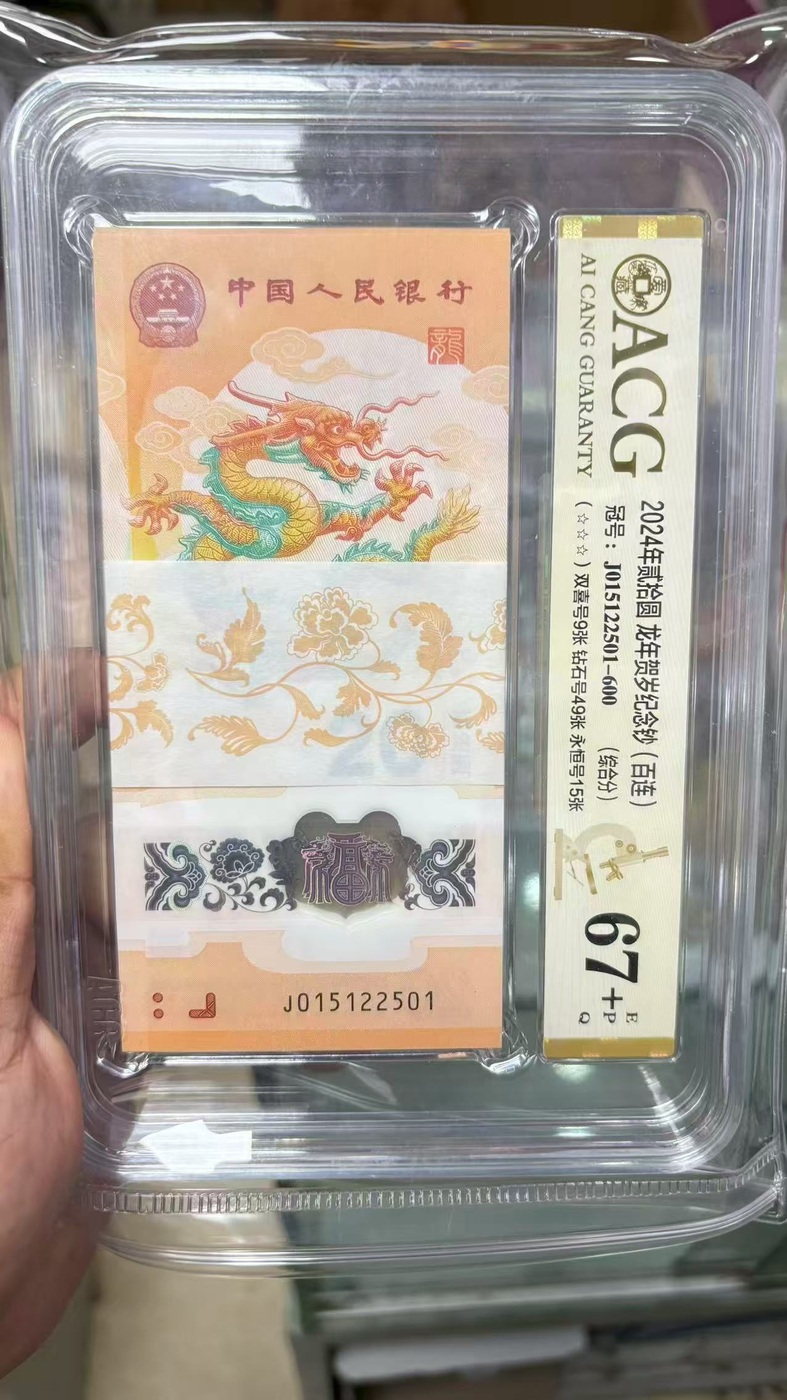 中国人民银行
龍
福
J015122501
ACG
AI CANG GUARANTY
2024年贰拾圆 龙年贺岁纪念钞（百连）
冠号：J015122501-600 （综合分）
（☆☆☆）双喜号9张 钻石号49张 永恒号15张
67+
E
P
Q